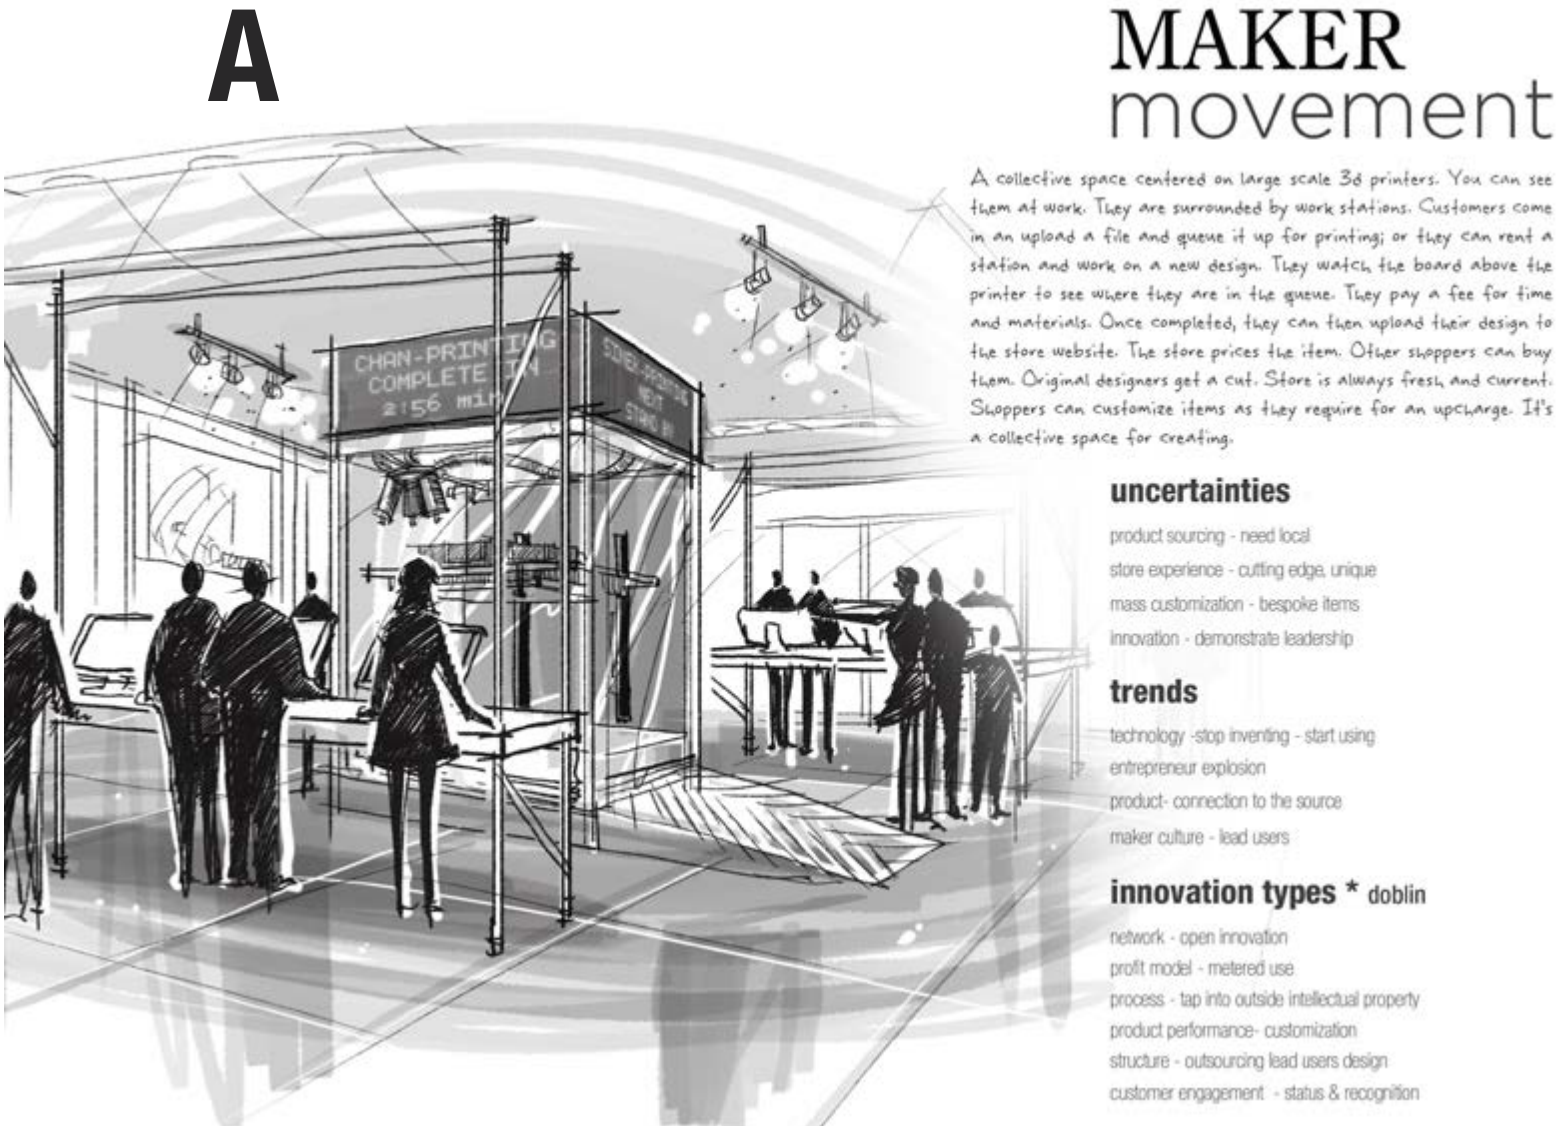 A
MAKER
movement
A collective space centered on large scale 3d printers. You can see
them at work. They are surrounded by work stations. Customers come
in an upload a file and queue it up for printing; or they can rent a
station and work on a new design. They watch the board above the
printer to see where they are in the queue. They pay a fee for time
and materials. Once completed, they can then upload their design to
the store website. The store prices the item. Other shoppers can buy
them. Original designers get a cut. Store is always fresh and current.
Shoppers can customize items as they require for an upcharge. It's
a collective space for creating.
CHAN-PRINTING
COMPLETE IN
2:56 min
NEXT
uncertainties
product sourcing - need local
store experience - cutting edge, unique
mass customization - bespoke items
innovation - demonstrate leadership
trends
technology -stop inventing - start using
entrepreneur explosion
product- connection to the source
maker culture - lead users
innovation types * doblin
network - open innovation
profit model - metered use
process - tap into outside intellectual property
product performance- customization
structure - outsourcing lead users design
customer engagement - status & recognition